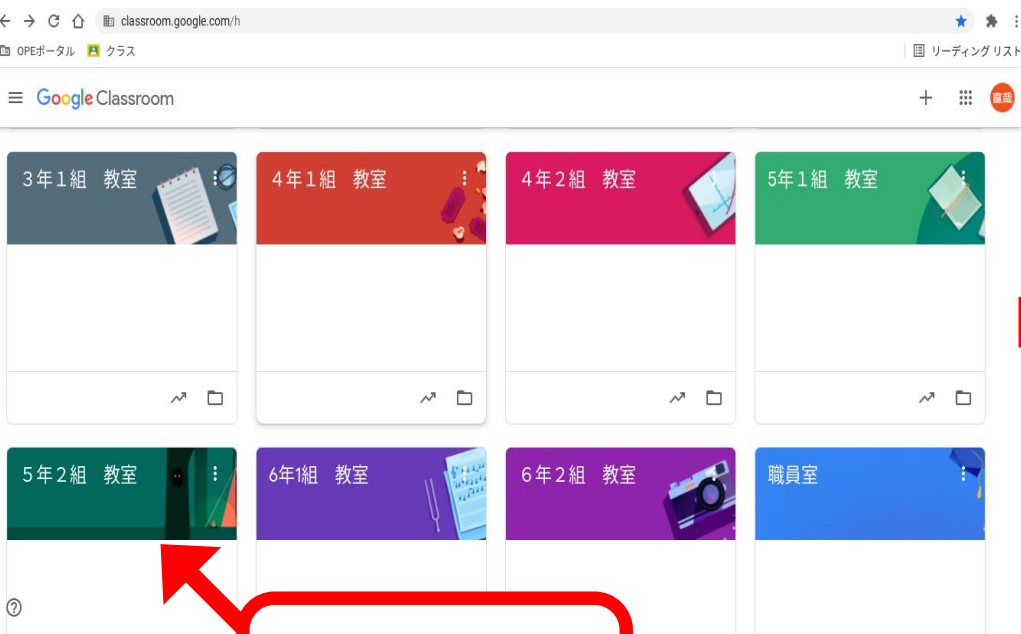 classroom.google.com/h
OPEポータル クラス リーディング リスト
Google Classroom 直哉
3年1組　教室 4年1組　教室 4年2組　教室 5年1組　教室
5年2組　教室 6年1組　教室 6年2組　教室 職員室